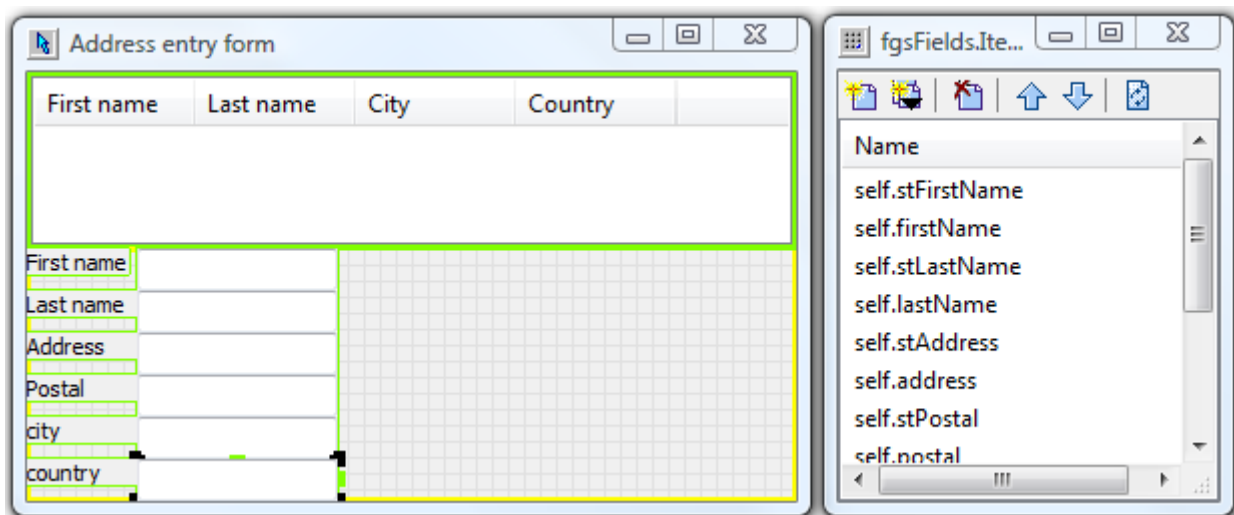 Address entry form
First name Last name City Country
First name
Last name
Address
Postal
city
country
fgsFields.Ite...
Name
self.stFirstName
self.firstName
self.stLastName
self.lastName
self.stAddress
self.address
self.stPostal
self.postal